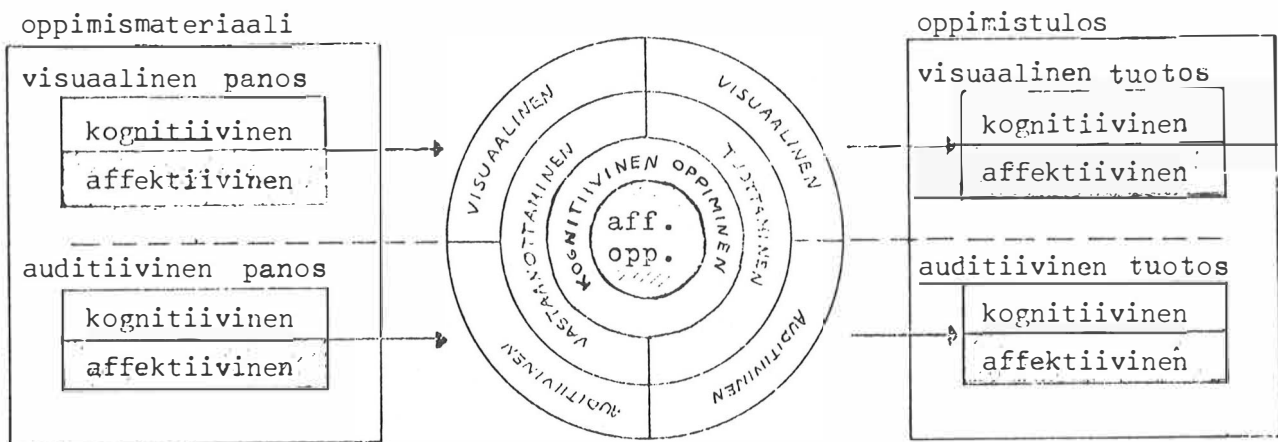 oppimismateriaali
visuaalinen panos
kognitiivinen
affektiivinen
auditiivinen panos
kognitiivinen
affektiivinen
VISUAALINEN
VISUAALINEN
VASTAANOTTAMINEN
TUOTTAMINEN
KOGNITIIVINEN OPPIMINEN
aff.
opp.
AUDITIIVINEN
AUDITIIVINEN
oppimistulos
visuaalinen tuotos
kognitiivinen
affektiivinen
auditiivinen tuotos
kognitiivinen
affektiivinen